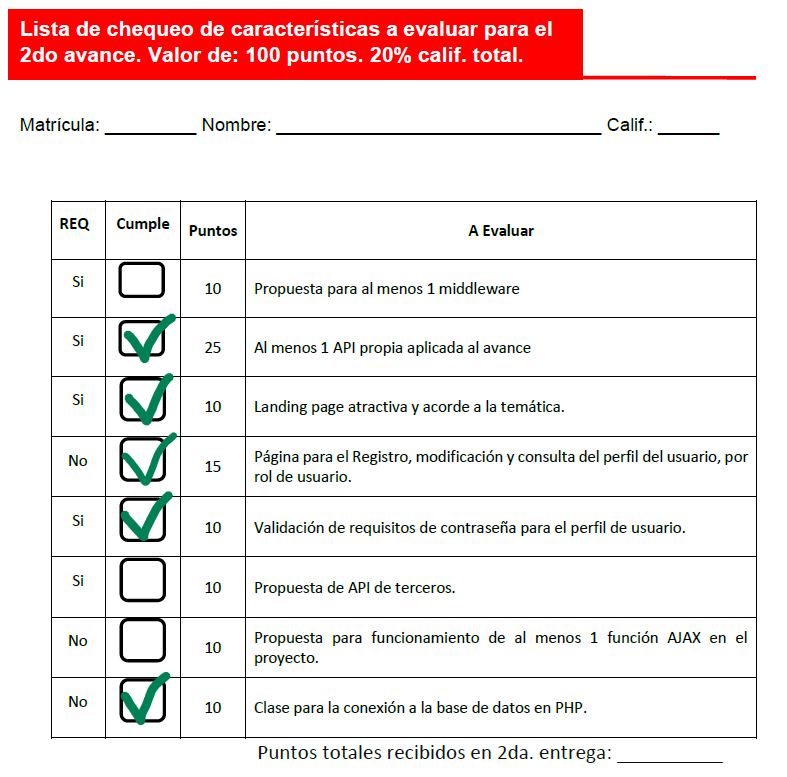 Lista de chequeo de características a evaluar para el
2do avance. Valor de: 100 puntos. 20% calif. total.
Matrícula: _________ Nombre: ________________________________ Calif.: ______
REQ Cumple Puntos A Evaluar
Si 10 Propuesta para al menos 1 middleware
Si 25 Al menos 1 API propia aplicada al avance
Si 10 Landing page atractiva y acorde a la temática.
No 15 Página para el Registro, modificación y consulta del perfil del usuario, por
rol de usuario.
Si 10 Validación de requisitos de contraseña para el perfil de usuario.
Si 10 Propuesta de API de terceros.
No 10 Propuesta para funcionamiento de al menos 1 función AJAX en el
proyecto.
No 10 Clase para la conexión a la base de datos en PHP.
Puntos totales recibidos en 2da. entrega: __________